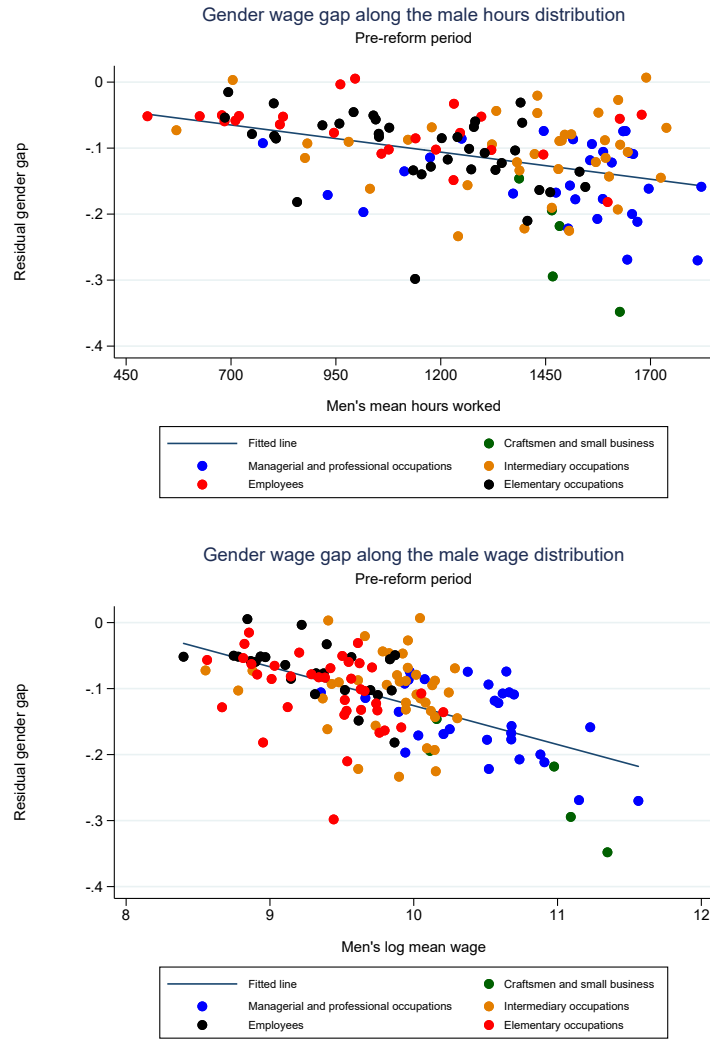 Gender wage gap along the male hours distribution
Pre-reform period
Residual gender gap
0
-.1
-.2
-.3
-.4
450 700 950 1200 1450 1700
Men's mean hours worked
Fitted line Craftsmen and small business
Managerial and professional occupations Intermediary occupations
Employees Elementary occupations
Gender wage gap along the male wage distribution
Pre-reform period
Residual gender gap
0
-.1
-.2
-.3
-.4
8 9 10 11 12
Men's log mean wage
Fitted line Craftsmen and small business
Managerial and professional occupations Intermediary occupations
Employees Elementary occupations